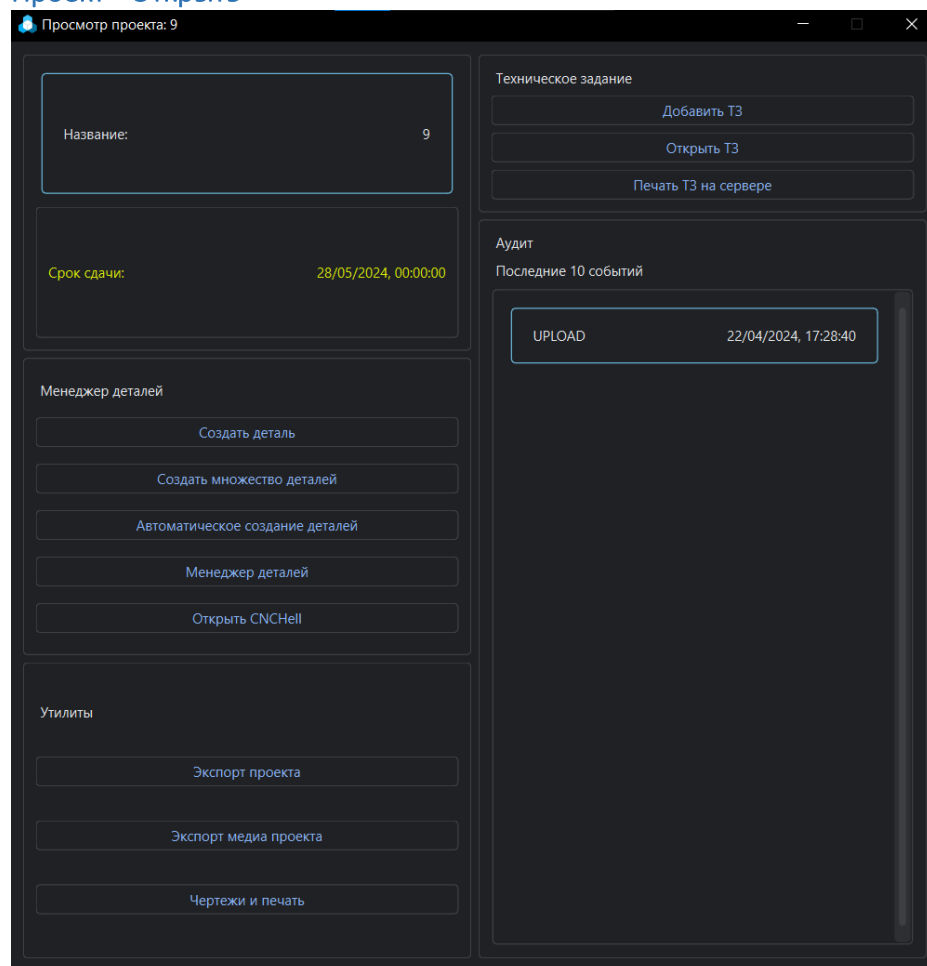 Просмотр проекта: 9
Название: 9
Срок сдачи: 28/05/2024, 00:00:00
Менеджер деталей
Создать деталь
Создать множество деталей
Автоматическое создание деталей
Менеджер деталей
Открыть CNCHell
Утилиты
Экспорт проекта
Экспорт медиа проекта
Чертежи и печать
Техническое задание
Добавить ТЗ
Открыть ТЗ
Печать ТЗ на сервере
Аудит
Последние 10 событий
UPLOAD 22/04/2024, 17:28:40